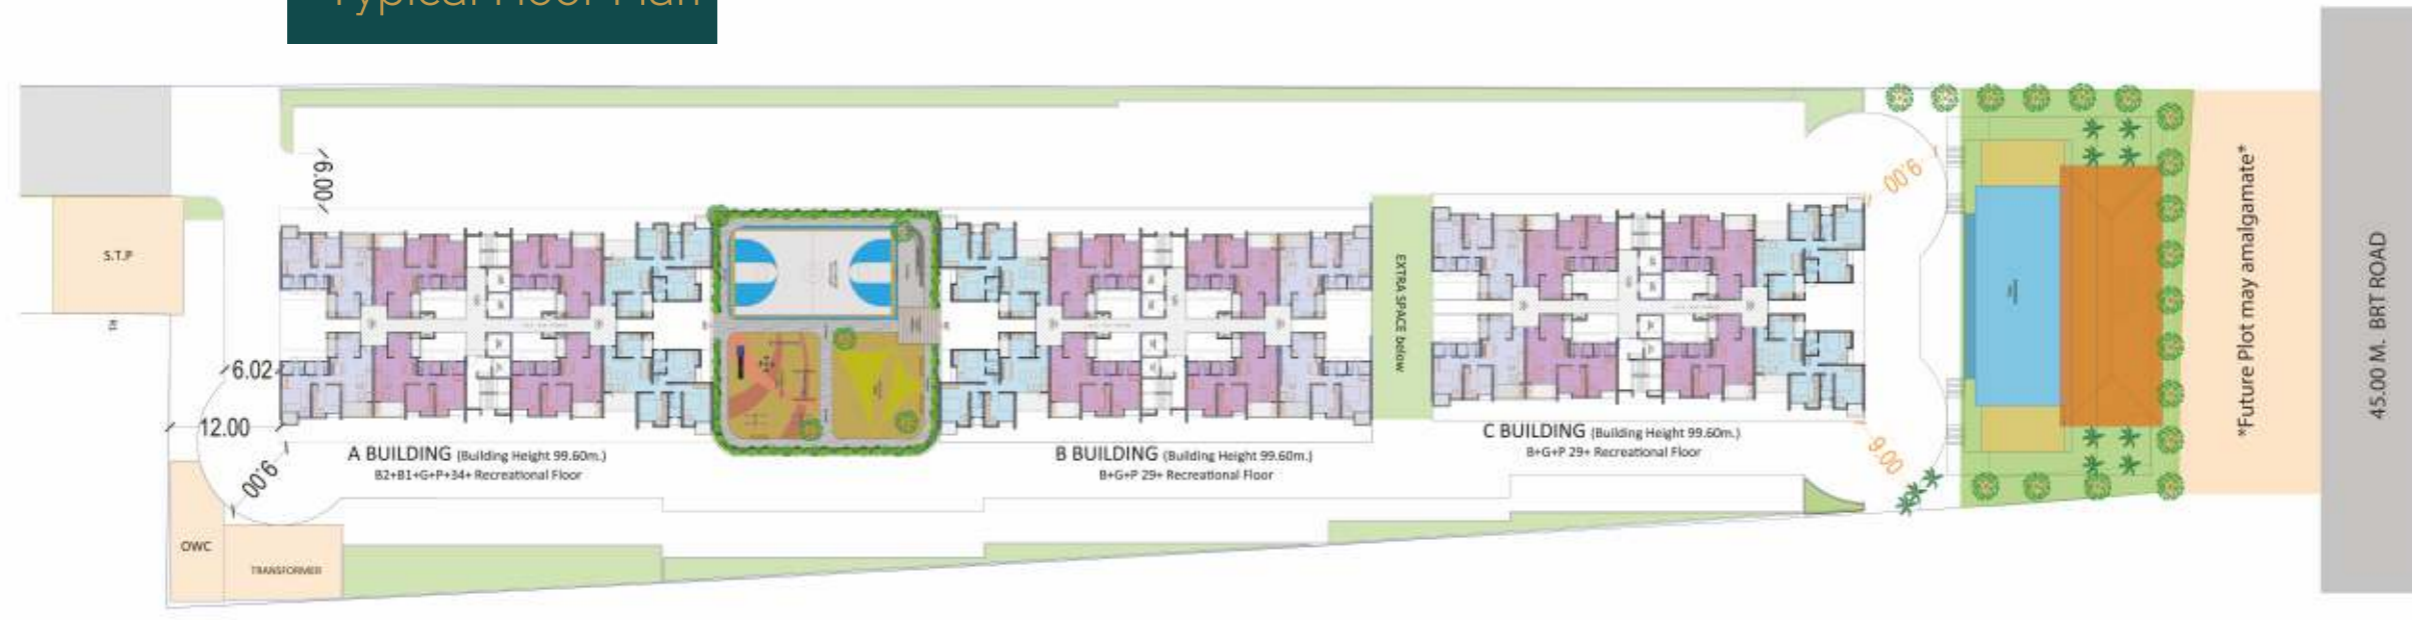 Typical Floor Plan
6.00
S.T.P
6.02
12.00
6.00
OWC
TRANSFORMER
A BUILDING (Building Height 99.60m.)
B2+B1+G+P+34+ Recreational Floor
B BUILDING (Building Height 99.60m.)
B+G+P 29+ Recreational Floor
EXTRA SPACE below
C BUILDING (Building Height 99.60m.)
B+G+P 29+ Recreational Floor
9.00
9.00
*Future Plot may amalgamate*
45.00 M. BRT ROAD